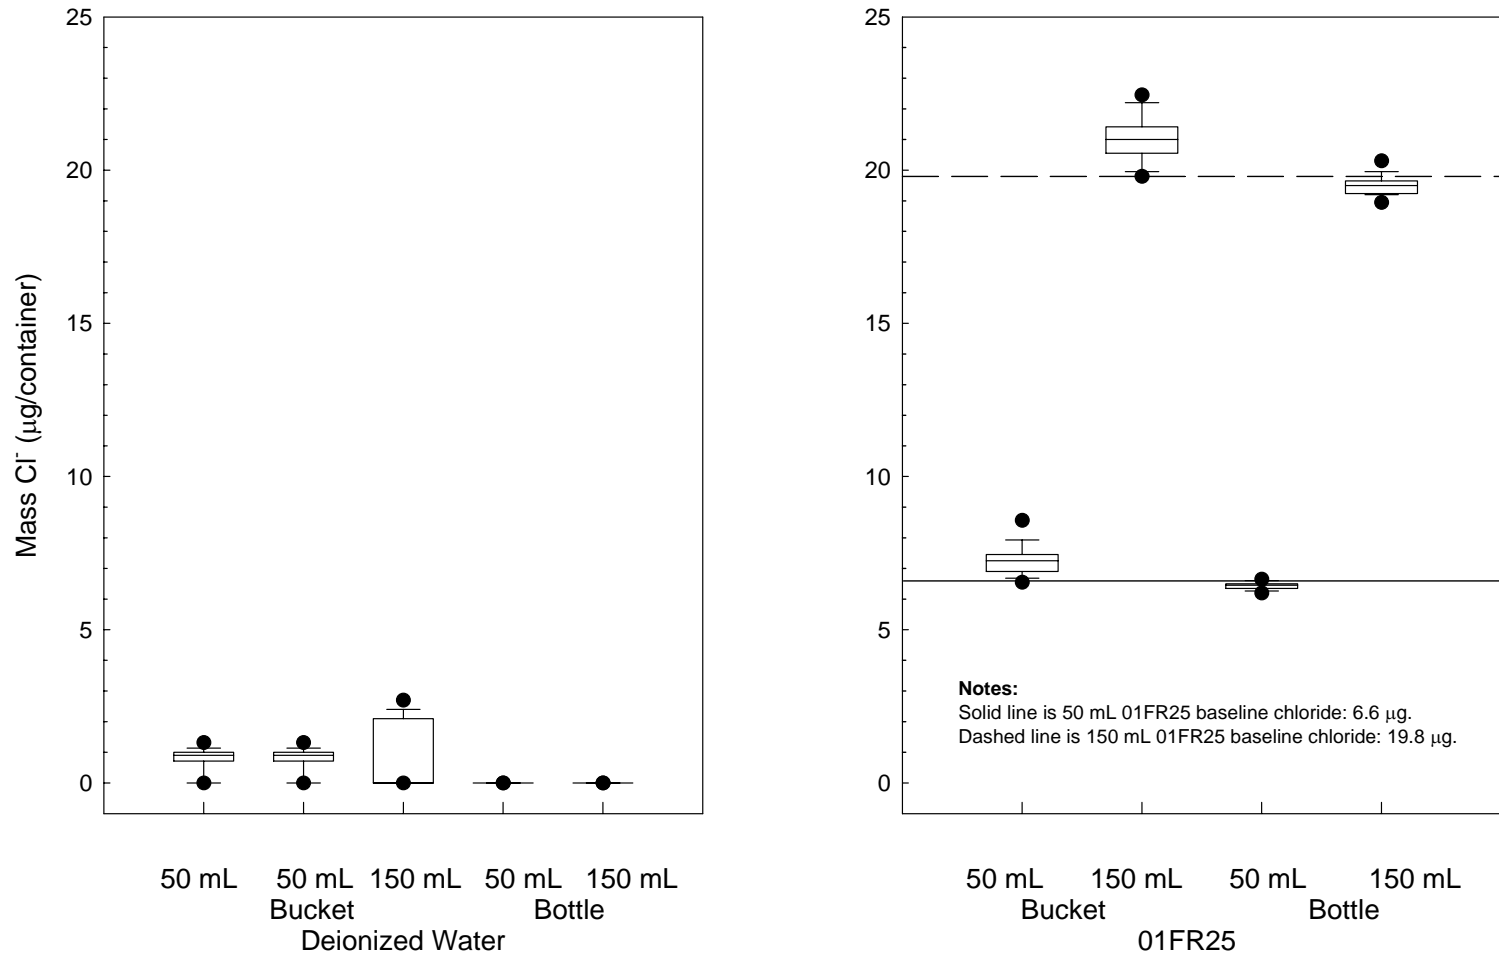 Mass Cl⁻ (μg/container)
25
20
15
10
5
0
50 mL 50 mL 150 mL 50 mL 150 mL
Bucket Bottle
Deionized Water
25
20
15
10
5
0
Notes:
Solid line is 50 mL 01FR25 baseline chloride: 6.6 μg.
Dashed line is 150 mL 01FR25 baseline chloride: 19.8 μg.
50 mL 150 mL 50 mL 150 mL
Bucket Bottle
01FR25